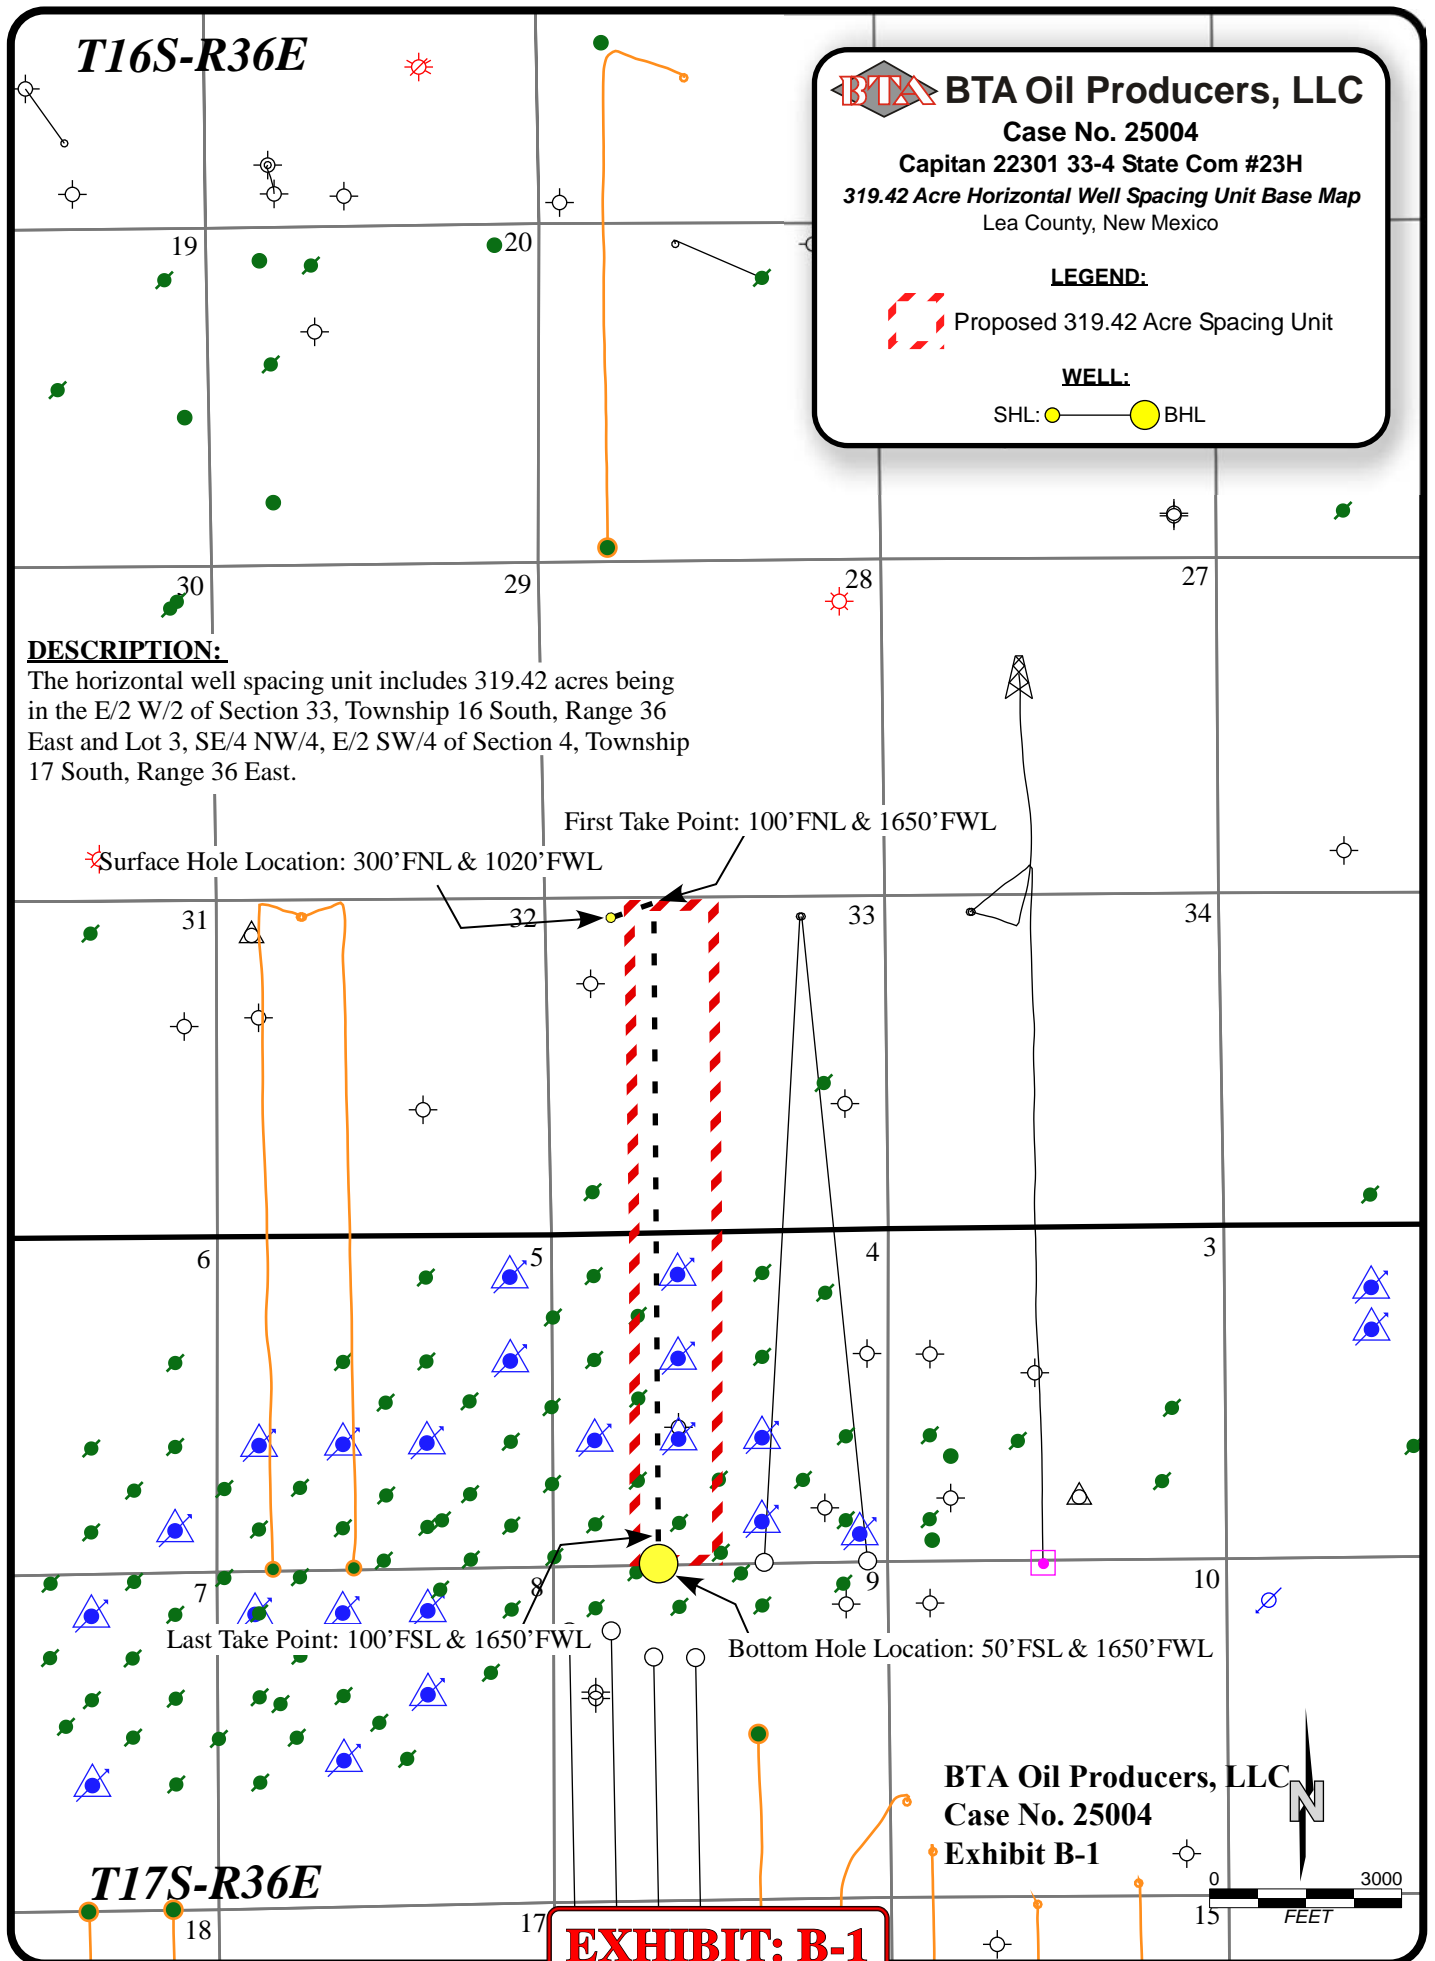 T16S-R36E
BTA BTA Oil Producers, LLC
Case No. 25004
Capitan 22301 33-4 State Com #23H
319.42 Acre Horizontal Well Spacing Unit Base Map
Lea County, New Mexico
LEGEND:
Proposed 319.42 Acre Spacing Unit
WELL:
SHL: BHL
19
20
30
29
28
27
DESCRIPTION:
The horizontal well spacing unit includes 319.42 acres being
in the E/2 W/2 of Section 33, Township 16 South, Range 36
East and Lot 3, SE/4 NW/4, E/2 SW/4 of Section 4, Township
17 South, Range 36 East.
First Take Point: 100'FNL & 1650'FWL
Surface Hole Location: 300'FNL & 1020'FWL
31
32
33
34
6
5
4
3
7
8
9
10
Last Take Point: 100'FSL & 1650'FWL
Bottom Hole Location: 50'FSL & 1650'FWL
BTA Oil Producers, LLC
Case No. 25004
Exhibit B-1
N
0 3000
FEET
T17S-R36E
18
17
15
EXHIBIT: B-1